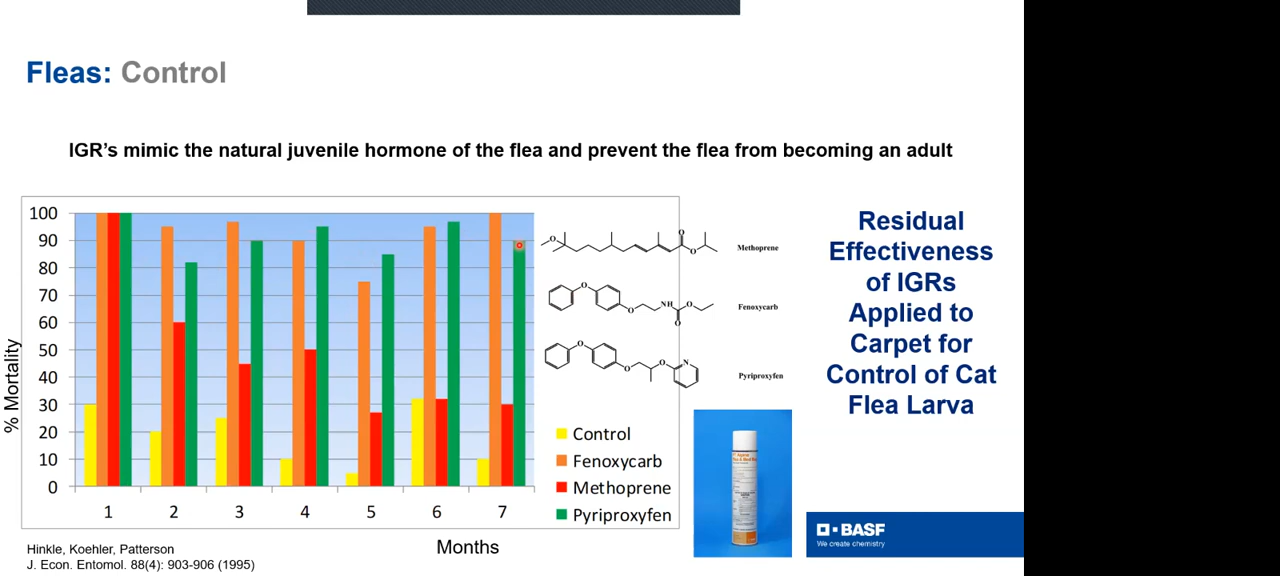 Fleas: Control
IGR's mimic the natural juvenile hormone of the flea and prevent the flea from becoming an adult
% Mortality
100
90
80
70
60
50
40
30
20
10
0
1 2 3 4 5 6 7
Months
O
O
O
Methoprene
O
O
NH
O
O
Fenoxycarb
O
O
O
N
Pyriproxyfen
Control
Fenoxycarb
Methoprene
Pyriproxyfen
Residual
Effectiveness
of IGRs
Applied to
Carpet for
Control of Cat
Flea Larva
BASF
We create chemistry
Hinkle, Koehler, Patterson
J. Econ. Entomol. 88(4): 903-906 (1995)